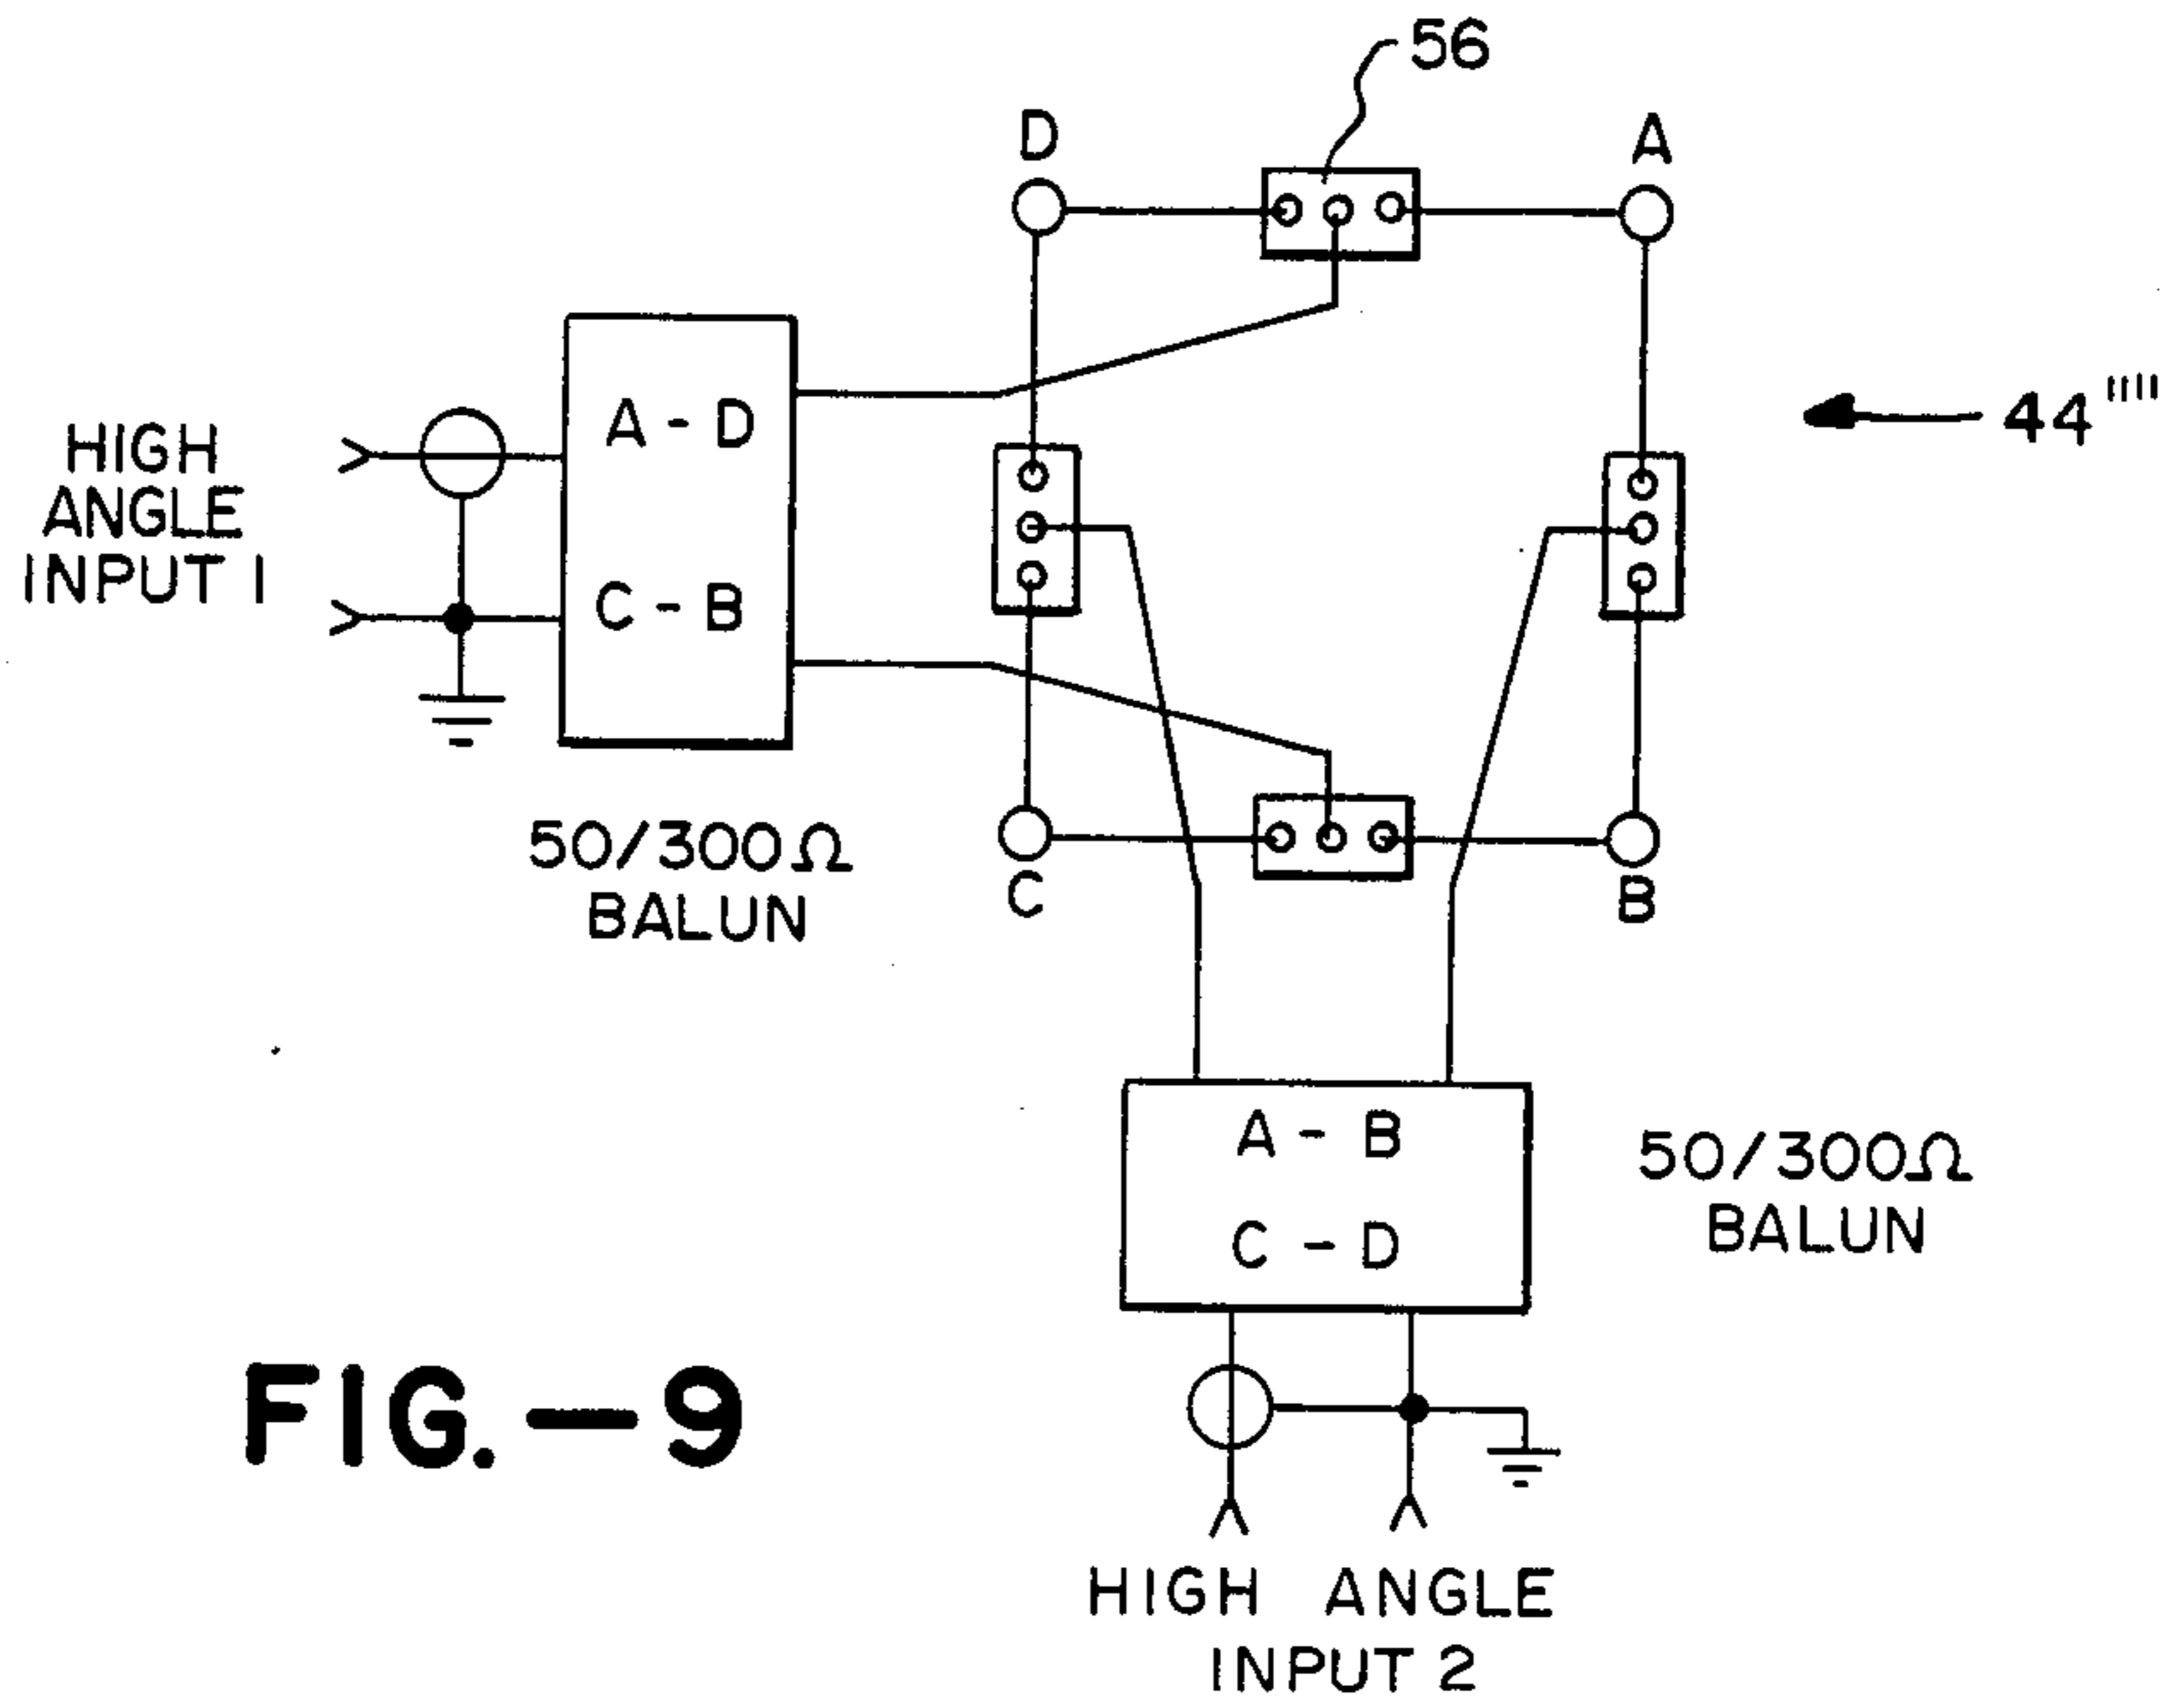 56
D
A
A - D
44"""
HIGH
ANGLE
INPUT 1
C - B
50/300Ω
BALUN
C
B
A - B
50/300Ω
BALUN
C - D
FIG.-9
HIGH ANGLE
INPUT 2